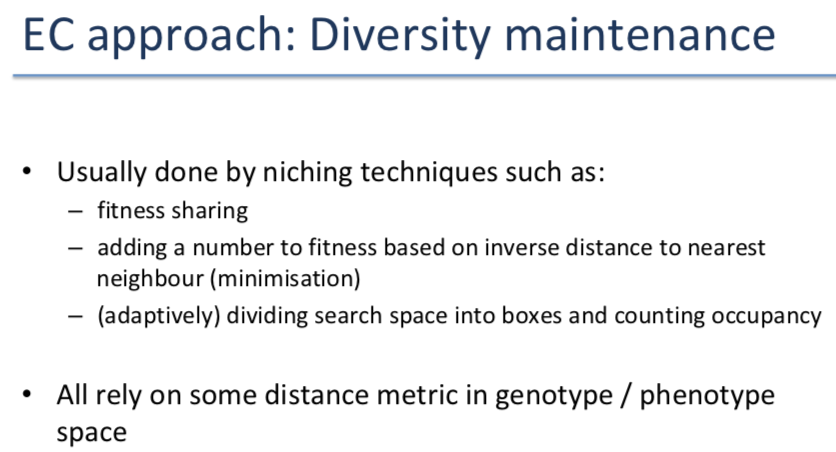 EC approach: Diversity maintenance
• Usually done by niching techniques such as:
– fitness sharing
– adding a number to fitness based on inverse distance to nearest
neighbour (minimisation)
– (adaptively) dividing search space into boxes and counting occupancy
• All rely on some distance metric in genotype / phenotype
space